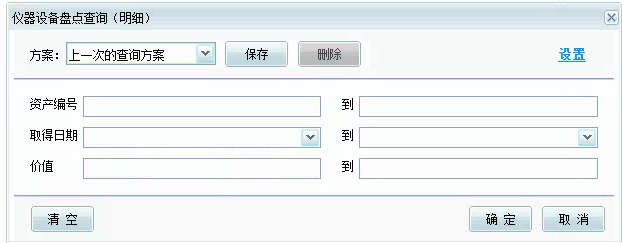 仪器设备盘点查询（明细）
方案： 上一次的查询方案 保存 删除 设置
资产编号 到
取得日期 到
价值 到
清 空 确 定 取 消